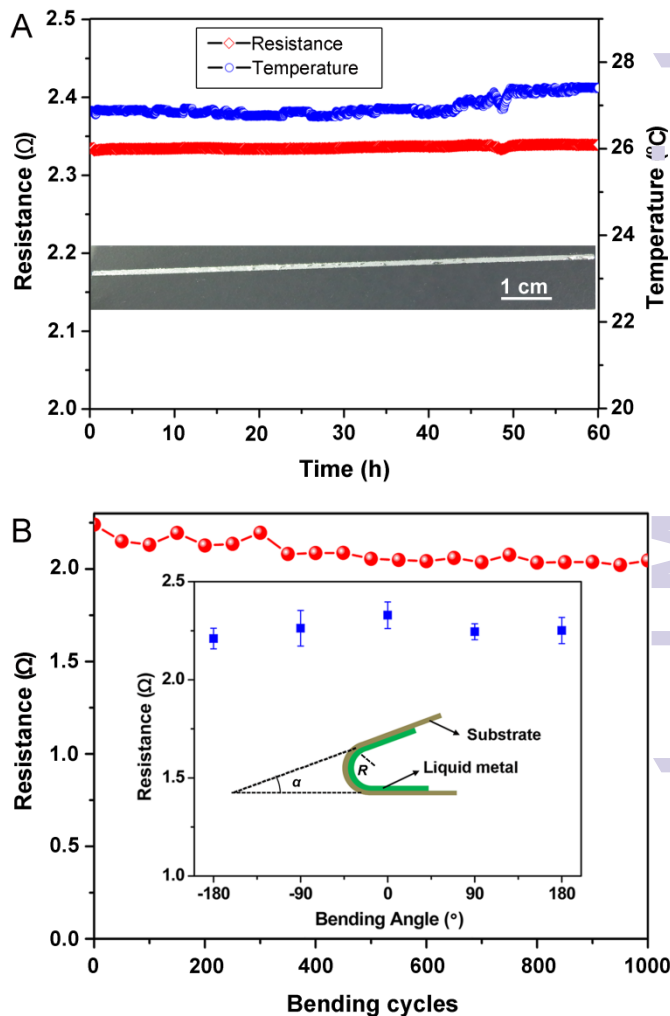 A
Resistance
Temperature
2.5
2.4
2.3
2.2
2.1
2.0
28
26
24
22
20
Resistance (Ω)
Temperature (°C)
1 cm
0 10 20 30 40 50 60
Time (h)
B
2.0
1.5
1.0
0.5
0.0
Resistance (Ω)
2.5
2.0
1.5
1.0
Resistance (Ω)
Substrate
R
Liquid metal
α
-180 -90 0 90 180
Bending Angle (°)
0 200 400 600 800 1000
Bending cycles